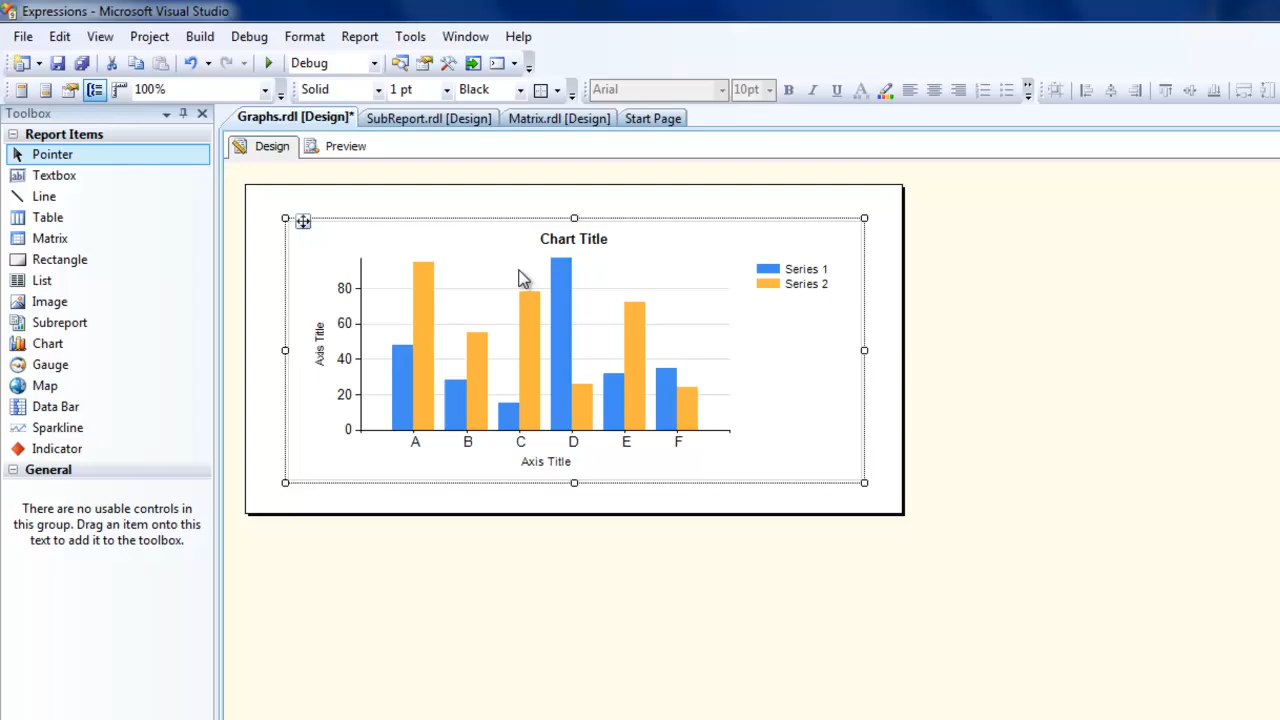 Expressions - Microsoft Visual Studio
File Edit View Project Build Debug Format Report Tools Window Help
Debug
100% Solid 1 pt Black Arial 10pt B I U A
Toolbox
Graphs.rdl [Design]* SubReport.rdl [Design] Matrix.rdl [Design] Start Page
Report Items
Design Preview
Pointer
Textbox
Line
Table
Matrix
Rectangle
List
Image
Subreport
Chart
Gauge
Map
Data Bar
Sparkline
Indicator
General
There are no usable controls in
this group. Drag an item onto this
text to add it to the toolbox.
Chart Title
Series 1
Series 2
Axis Title
80
60
40
20
0
A B C D E F
Axis Title